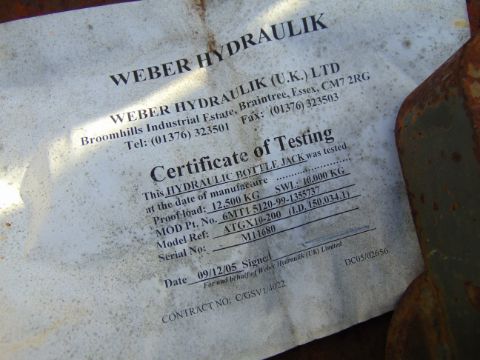 WEBER HYDRAULIK
WEBER HYDRAULIK (U.K.) LTD
Broomhills Industrial Estate, Braintree, Essex, CM7 2RG
Tel: (01376) 323501 Fax: (01376) 323503
Certificate of Testing
This HYDRAULIC BOTTLE JACK was tested
at the date of manufacture
Proof load: 12,500 KG SWL: 10,000 KG
MOD Pt. No. 6MT1 5120-99-1355737
Model Ref: ATGX10-200 (I.D. 150.034.1)
Serial No: M11680
Date 09/12/05 Signed
For and behalf of Weber Hydraulik (UK) Limited
DC05/02656
CONTRACT NO: C/GSV1/4022